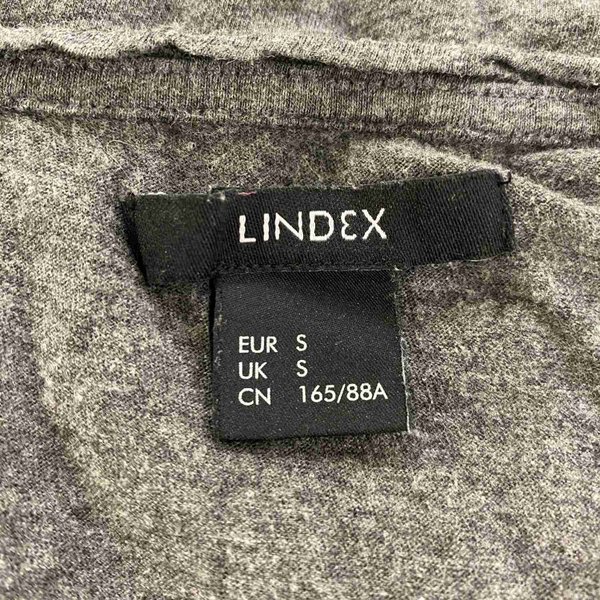 LINDEX
EUR S
UK S
CN 165/88A